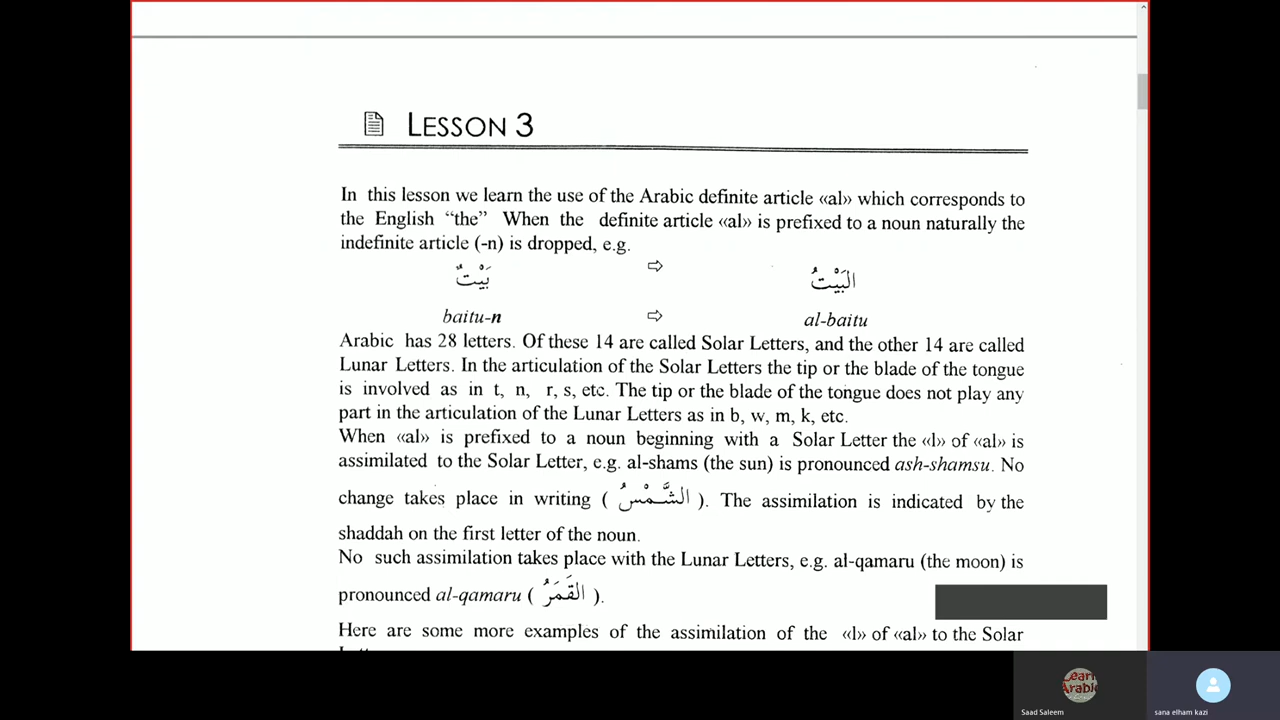 LESSON 3
In this lesson we learn the use of the Arabic definite article «al» which corresponds to
the English “the” When the definite article «al» is prefixed to a noun naturally the
indefinite article (-n) is dropped, e.g.
بَيْتٌ ⇨ البَيْتُ
baitu-n ⇨ al-baitu
Arabic has 28 letters. Of these 14 are called Solar Letters, and the other 14 are called
Lunar Letters. In the articulation of the Solar Letters the tip or the blade of the tongue
is involved as in t, n, r, s, etc. The tip or the blade of the tongue does not play any
part in the articulation of the Lunar Letters as in b, w, m, k, etc.
When «al» is prefixed to a noun beginning with a Solar Letter the «l» of «al» is
assimilated to the Solar Letter, e.g. al-shams (the sun) is pronounced ash-shamsu. No
change takes place in writing ( الشَّمْسُ ). The assimilation is indicated by the
shaddah on the first letter of the noun.
No such assimilation takes place with the Lunar Letters, e.g. al-qamaru (the moon) is
pronounced al-qamaru ( القَمَرُ ).
Here are some more examples of the assimilation of the «l» of «al» to the Solar
Learn Arabic
Saad Saleem
sana elham kazi